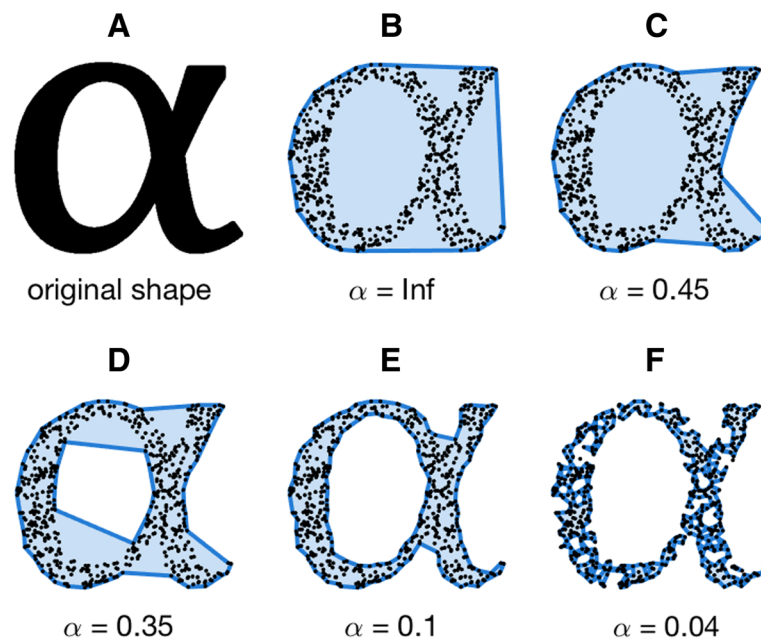 A
B
C
original shape
α = Inf
α = 0.45
D
E
F
α = 0.35
α = 0.1
α = 0.04